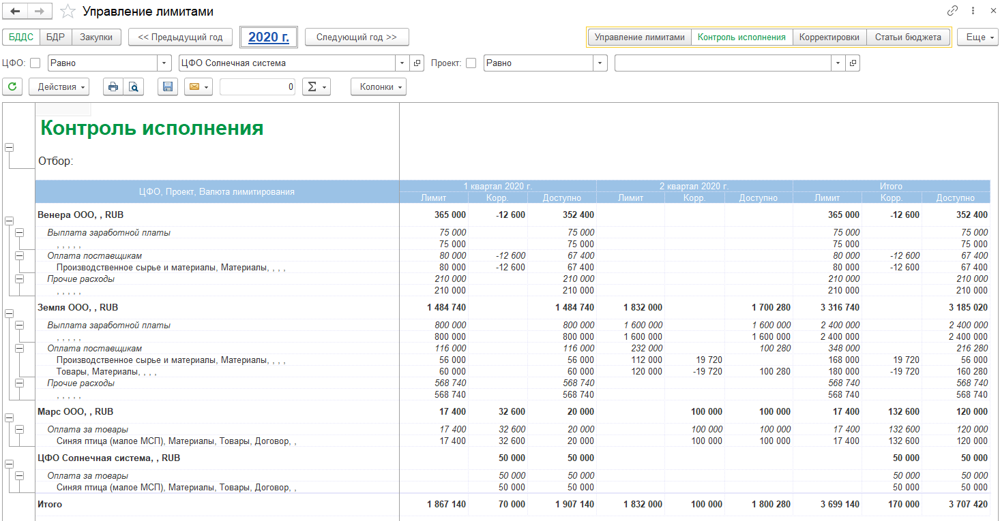 Управление лимитами
БДДС БДР Закупки << Предыдущий год 2020 г. Следующий год >> Управление лимитами Контроль исполнения Корректировки Статьи бюджета Еще
ЦФО: Равно ЦФО Солнечная система Проект: Равно
Действия 0 Σ Колонки
Контроль исполнения
Отбор:
ЦФО, Проект, Валюта лимитирования 1 квартал 2020 г. 2 квартал 2020 г. Итого
Лимит Корр. Доступно Лимит Корр. Доступно Лимит Корр. Доступно
Венера ООО, , RUB 365 000 -12 600 352 400 365 000 -12 600 352 400
Выплата заработной платы 75 000 75 000 75 000 75 000
, , , , , 75 000 75 000 75 000 75 000
Оплата поставщикам 80 000 -12 600 67 400 80 000 -12 600 67 400
Производственное сырье и материалы, Материалы, , , , 80 000 -12 600 67 400 80 000 -12 600 67 400
Прочие расходы 210 000 210 000 210 000 210 000
, , , , , 210 000 210 000 210 000 210 000
Земля ООО, , RUB 1 484 740 1 484 740 1 832 000 1 700 280 3 316 740 3 185 020
Выплата заработной платы 800 000 800 000 1 600 000 1 600 000 2 400 000 2 400 000
, , , , , 800 000 800 000 1 600 000 1 600 000 2 400 000 2 400 000
Оплата поставщикам 116 000 116 000 232 000 100 280 348 000 216 280
Производственное сырье и материалы, Материалы, , , , 56 000 56 000 112 000 19 720 168 000 19 720 56 000
Товары, Материалы, , , , 60 000 60 000 120 000 -19 720 100 280 180 000 -19 720 160 280
Прочие расходы 568 740 568 740 568 740 568 740
, , , , , 568 740 568 740 568 740 568 740
Марс ООО, , RUB 17 400 32 600 20 000 100 000 100 000 17 400 132 600 120 000
Оплата за товары 17 400 32 600 20 000 100 000 100 000 17 400 132 600 120 000
Синяя птица (малое МСП), Материалы, Товары, Договор, , 17 400 32 600 20 000 100 000 100 000 17 400 132 600 120 000
ЦФО Солнечная система, , RUB 50 000 50 000 50 000 50 000
Оплата за товары 50 000 50 000 50 000 50 000
Синяя птица (малое МСП), Материалы, Товары, Договор, , 50 000 50 000 50 000 50 000
Итого 1 867 140 70 000 1 907 140 1 832 000 100 000 1 800 280 3 699 140 170 000 3 707 420